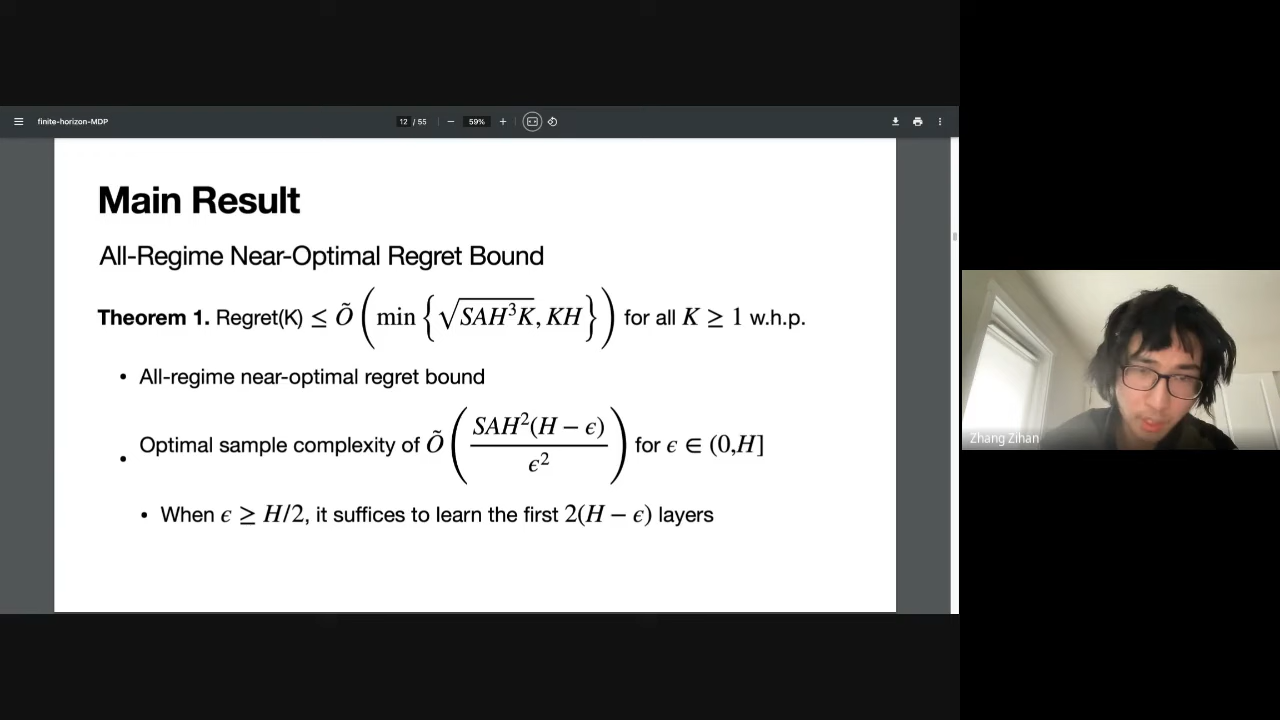 finite-horizon-MDP
12 / 55
59%
Main Result
All-Regime Near-Optimal Regret Bound
Theorem 1. Regret(K) ≤ Õ(min{√(SAH³K), KH}) for all K ≥ 1 w.h.p.
• All-regime near-optimal regret bound
• Optimal sample complexity of Õ(SAH²(H − ϵ)/ϵ²) for ϵ ∈ (0,H]
• When ϵ ≥ H/2, it suffices to learn the first 2(H − ϵ) layers
Zhang Zihan